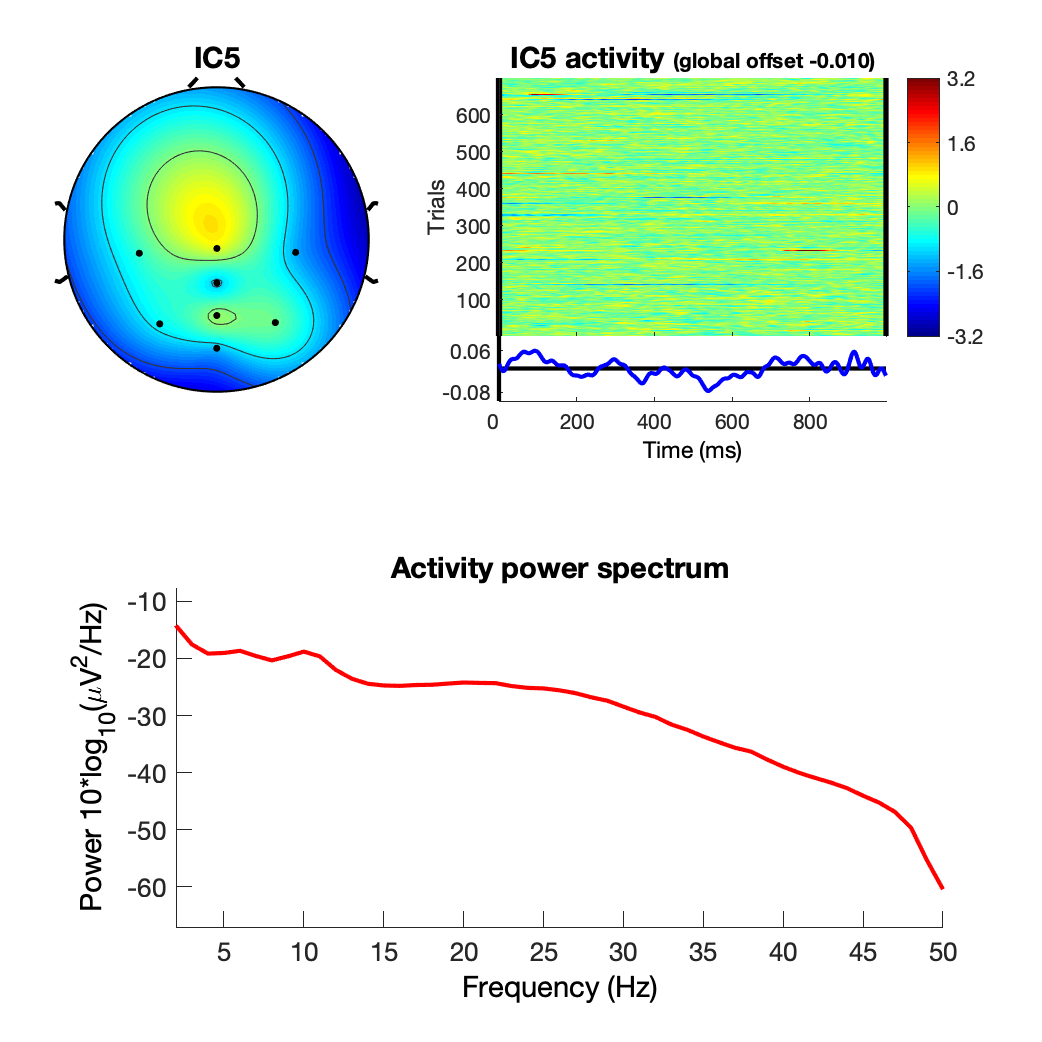 IC5
IC5 activity (global offset -0.010)
Trials
600
500
400
300
200
100
3.2
1.6
0
-1.6
-3.2
0.06
-0.08
0 200 400 600 800
Time (ms)
Activity power spectrum
Power 10*log10(μV²/Hz)
-10
-20
-30
-40
-50
-60
5 10 15 20 25 30 35 40 45 50
Frequency (Hz)